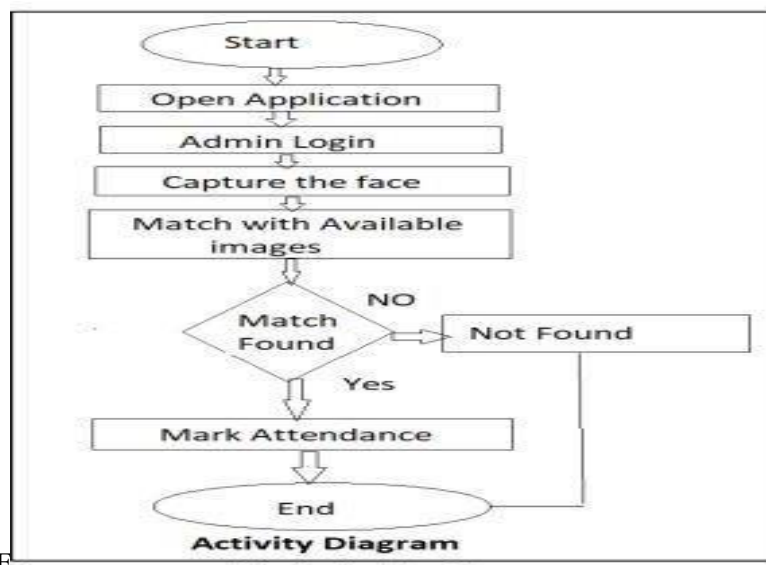 Start
Open Application
Admin Login
Capture the face
Match with Available
images
NO
Match
Found
Not Found
Yes
Mark Attendance
End
Activity Diagram